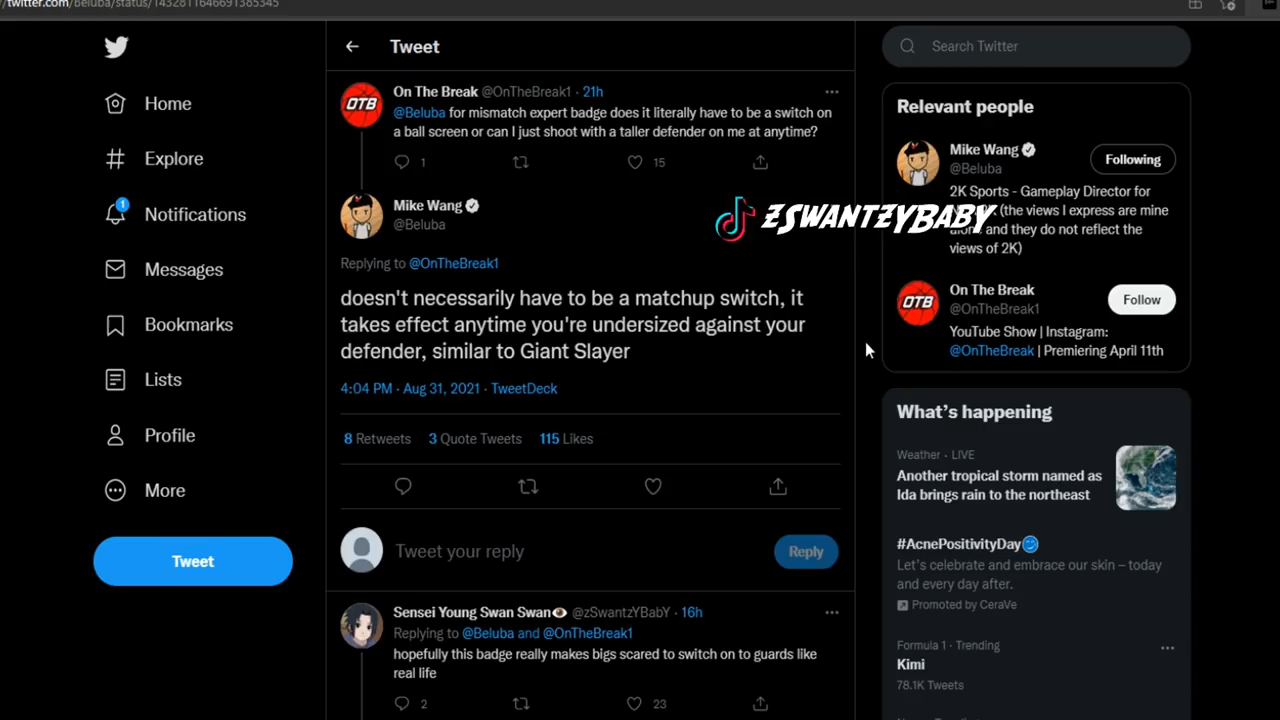 /twitter.com/beluba/status/1432811646691385345
Tweet
Search Twitter
Home
Explore
1
Notifications
Messages
Bookmarks
Lists
Profile
More
Tweet
OTB
On The Break @OnTheBreak1 · 21h
@Beluba for mismatch expert badge does it literally have to be a switch on
a ball screen or can I just shoot with a taller defender on me at anytime?
1
15
Mike Wang
@Beluba
Replying to @OnTheBreak1
doesn't necessarily have to be a matchup switch, it
takes effect anytime you're undersized against your
defender, similar to Giant Slayer
4:04 PM · Aug 31, 2021 · TweetDeck
8 Retweets 3 Quote Tweets 115 Likes
Tweet your reply
Reply
Sensei Young Swan Swan👁 @zSwantzYBabY · 16h
Replying to @Beluba and @OnTheBreak1
hopefully this badge really makes bigs scared to switch on to guards like
real life
2
23
zSwantzYBaby
Relevant people
Mike Wang
@Beluba
Following
2K Sports - Gameplay Director for
(the views I express are mine
and they do not reflect the
views of 2K)
OTB
On The Break
@OnTheBreak1
Follow
YouTube Show | Instagram:
@OnTheBreak | Premiering April 11th
What's happening
Weather · LIVE
Another tropical storm named as
Ida brings rain to the northeast
#AcnePositivityDay
Let's celebrate and embrace our skin – today
and every day after.
Promoted by CeraVe
Formula 1 · Trending
Kimi
78.1K Tweets